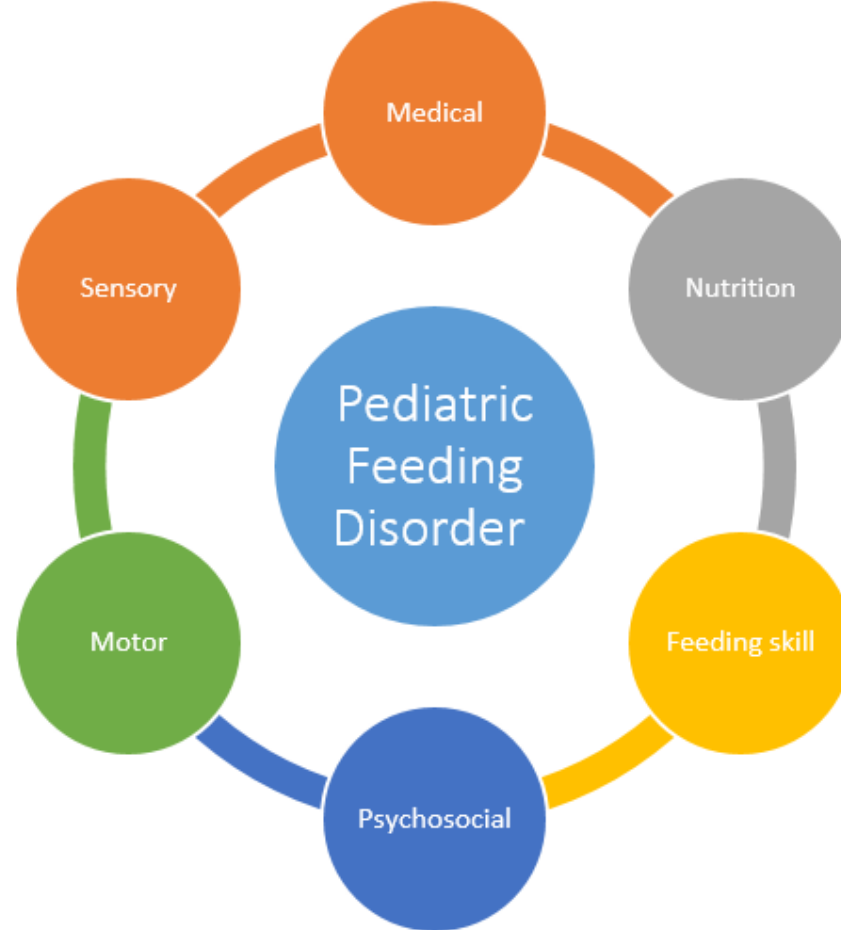 Medical
Nutrition
Feeding skill
Psychosocial
Motor
Sensory
Pediatric
Feeding
Disorder